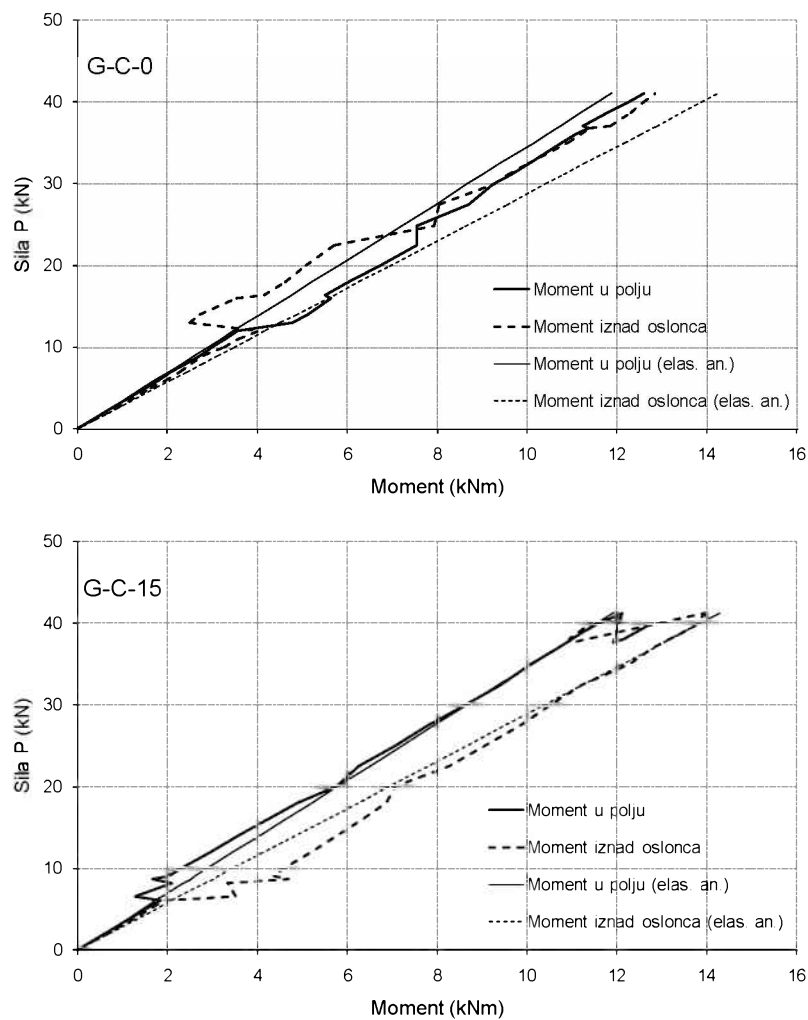 50
G-C-0
40
30
Sila P (kN)
20
Moment u polju
Moment iznad oslonca
10
Moment u polju (elas. an.)
Moment iznad oslonca (elas. an.)
0
0 2 4 6 8 10 12 14 16
Moment (kNm)
50
G-C-15
40
30
Sila P (kN)
20
Moment u polju
Moment iznad oslonca
10
Moment u polju (elas. an.)
Moment iznad oslonca (elas. an.)
0
0 2 4 6 8 10 12 14 16
Moment (kNm)